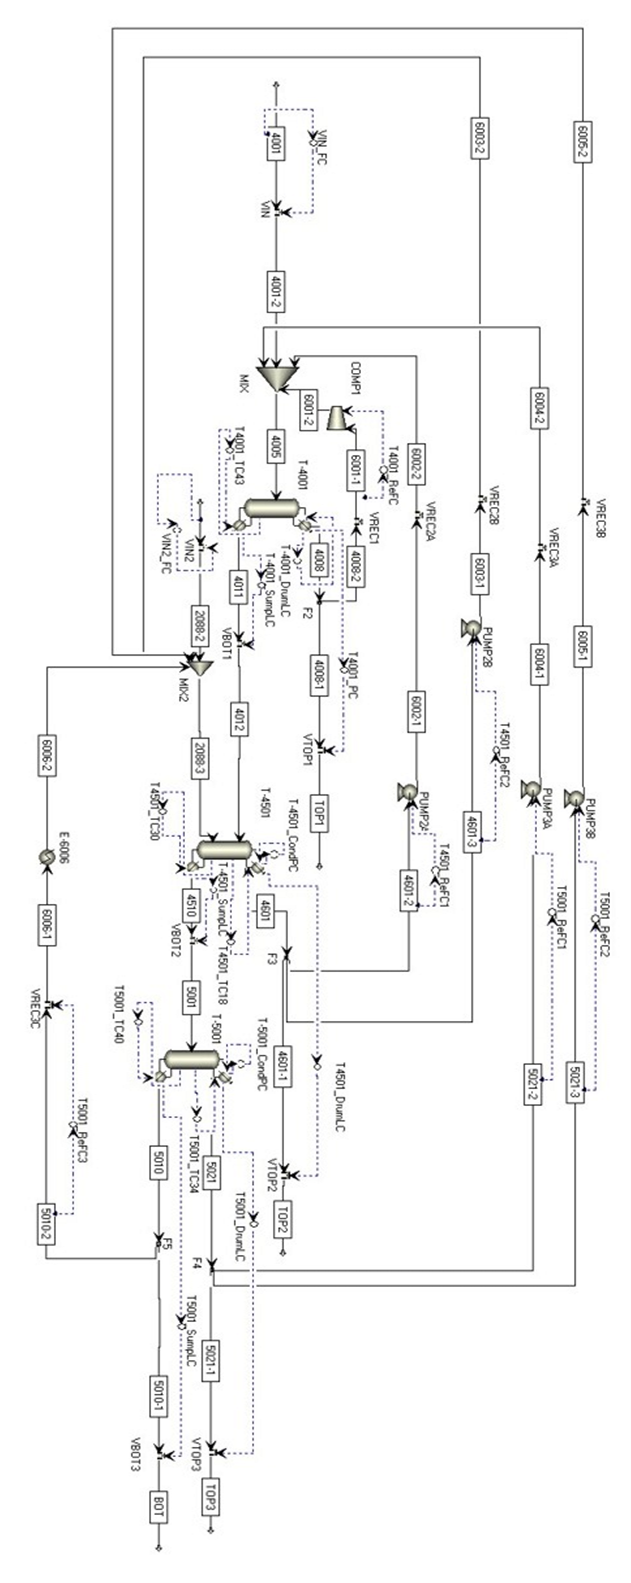 6005-2
VREC3B
6005-1
PUMP3B
T5001_ReFC2
5021-3
6004-2
VREC3A
6004-1
PUMP3A
T5001_ReFC1
5021-2
6003-2
VREC2B
6003-1
PUMP2B
T4501_ReFC2
4601-3
6002-2
VREC2A
6002-1
PUMP2A
T4501_ReFC1
4601-2
COMP1
6001-2
6001-1
T4001_ReFC
VREC1
4008-2
VIN_FC
4001
VIN
4001-2
MIX
4005
T-4001
T4001_TC43
4008
F2
4008-1
T4001_PC
VTOP1
TOP1
T-4001_DrumLC
T-4001_SumpLC
4011
VBOT1
4012
VIN2
VIN2_FC
2088-2
MIX2
2088-3
T-4501
T-4501_CondPC
T4501_TC30
T-4501_SumpLC
T4501_TC18
4601
F3
4601-1
T4501_DrumLC
VTOP2
TOP2
4510
VBOT2
5001
T-5001
T-5001_CondPC
T5001_TC40
T5001_TC34
5021
T5001_DrumLC
F4
5021-1
VTOP3
TOP3
5010
F5
T5001_SumpLC
5010-1
VBOT3
BOT
6006-2
E-6006
6006-1
VREC3C
T5001_ReFC3
5010-2